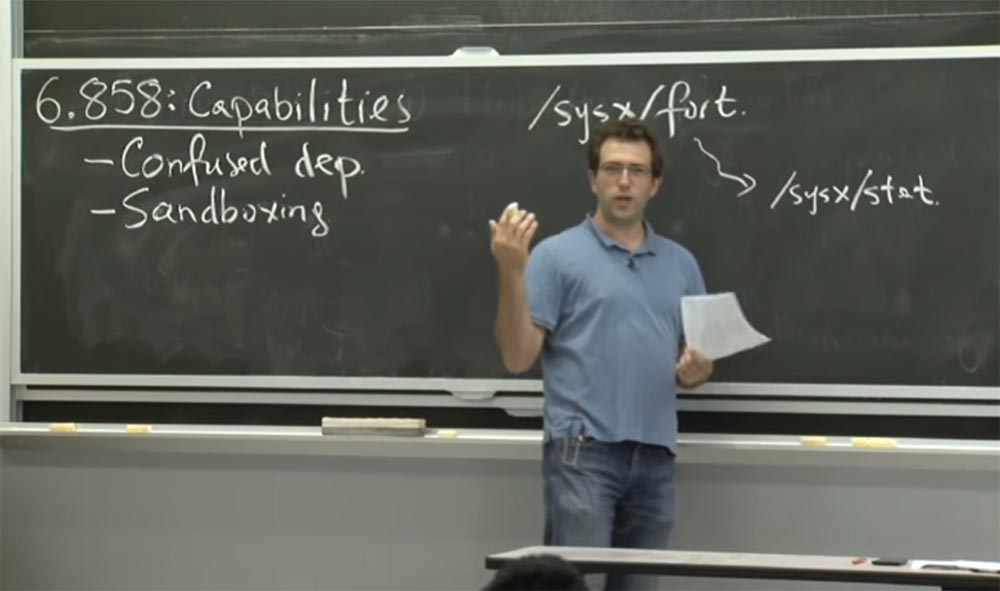 6.858: Capabilities
- Confused dep.
- Sandboxing
/sysx/fort.
/sysx/stat.